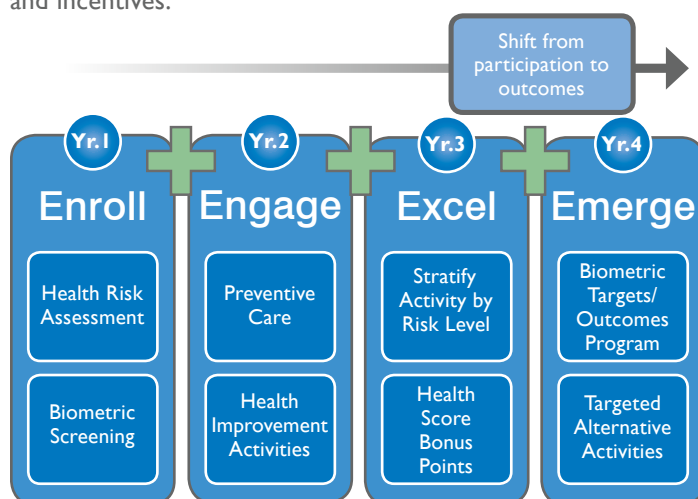 and incentives.
Shift from
participation to
outcomes
Yr.1
Enroll
Health Risk
Assessment
Biometric
Screening
Yr.2
Engage
Preventive
Care
Health
Improvement
Activities
Yr.3
Excel
Stratify
Activity by
Risk Level
Health
Score
Bonus
Points
Yr.4
Emerge
Biometric
Targets/
Outcomes
Program
Targeted
Alternative
Activities